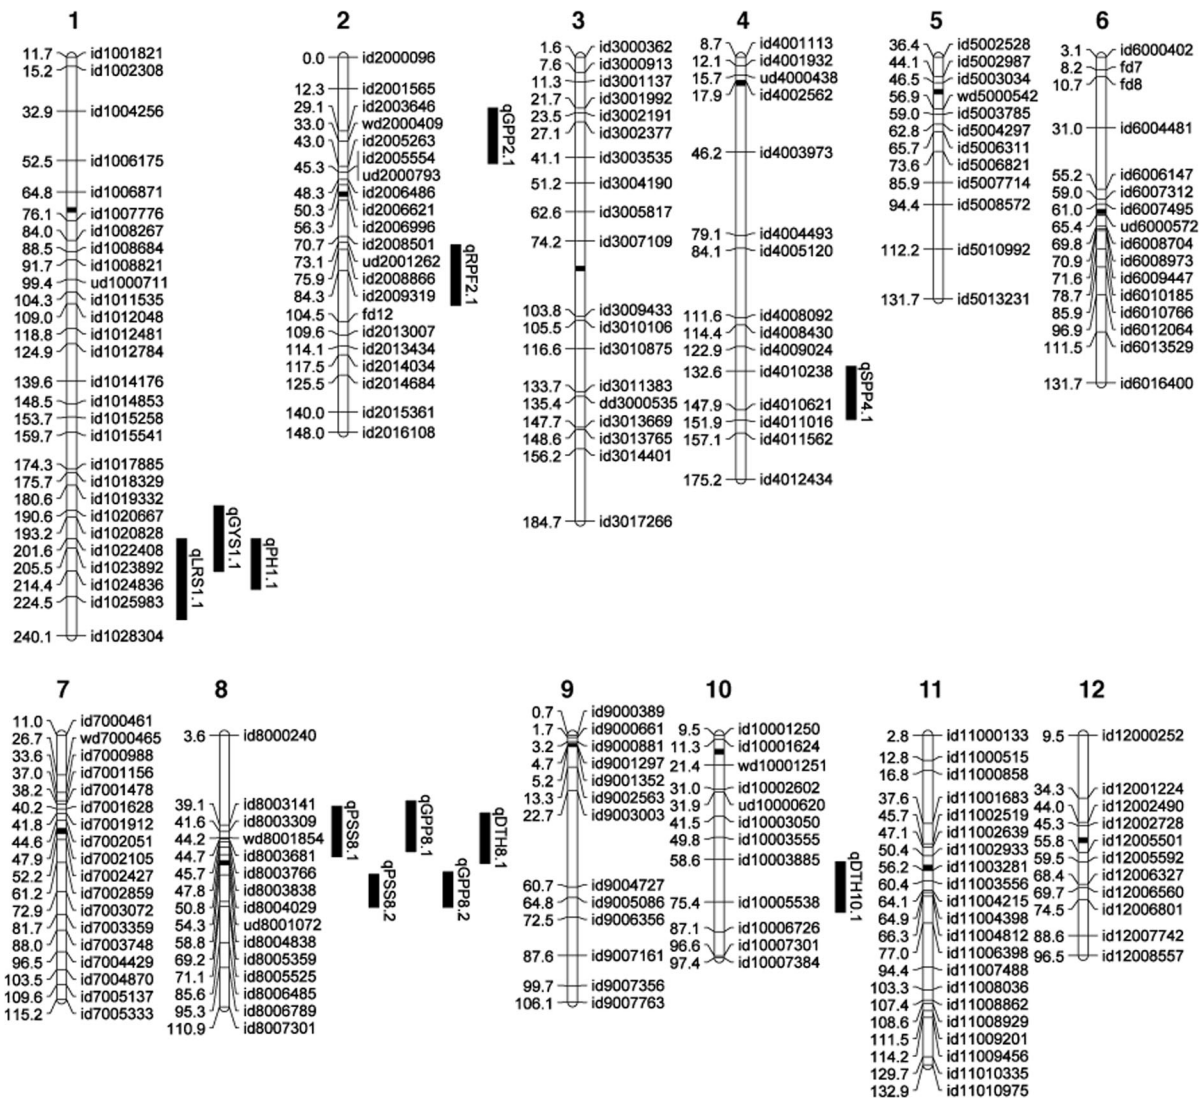 1
11.7 id1001821
15.2 id1002308
32.9 id1004256
52.5 id1006175
64.8 id1006871
76.1 id1007776
84.0 id1008267
88.5 id1008684
91.7 id1008821
99.4 ud1000711
104.3 id1011535
109.0 id1012048
118.8 id1012481
124.9 id1012784
139.6 id1014176
148.5 id1014853
153.7 id1015258
159.7 id1015541
174.3 id1017885
175.7 id1018329
180.6 id1019332
190.6 id1020667
193.2 id1020828
201.6 id1022408
205.5 id1023892
214.4 id1024836
224.5 id1025983
240.1 id1028304
qLRS1.1
qGYS1.1
qPH1.1
2
0.0 id2000096
12.3 id2001565
29.1 id2003646
33.0 wd2000409
43.0 id2005263
id2005554
45.3 ud2000793
48.3 id2006486
50.3 id2006621
56.3 id2006996
70.7 id2008501
73.1 ud2001262
75.9 id2008866
84.3 id2009319
104.5 fd12
109.6 id2013007
114.1 id2013434
117.5 id2014034
125.5 id2014684
140.0 id2015361
148.0 id2016108
qGPP2.1
qRPF2.1
3
1.6 id3000362
7.6 id3000913
11.3 id3001137
21.7 id3001992
23.5 id3002191
27.1 id3002377
41.1 id3003535
51.2 id3004190
62.6 id3005817
74.2 id3007109
103.8 id3009433
105.5 id3010106
116.6 id3010875
133.7 id3011383
135.4 dd3000535
147.7 id3013669
148.6 id3013765
156.2 id3014401
184.7 id3017266
4
8.7 id4001113
12.1 id4001932
15.7 ud4000438
17.9 id4002562
46.2 id4003973
79.1 id4004493
84.1 id4005120
111.6 id4008092
114.4 id4008430
122.9 id4009024
132.6 id4010238
147.9 id4010621
151.9 id4011016
157.1 id4011562
175.2 id4012434
qSPP4.1
5
36.4 id5002528
44.1 id5002987
46.5 id5003034
56.9 wd5000542
59.0 id5003785
62.8 id5004297
65.7 id5006311
73.6 id5006821
85.9 id5007714
94.4 id5008572
112.2 id5010992
131.7 id5013231
6
3.1 id6000402
8.2 fd7
10.7 fd8
31.0 id6004481
55.2 id6006147
59.0 id6007312
61.0 id6007495
65.4 ud6000572
69.8 id6008704
70.9 id6008973
71.6 id6009447
78.7 id6010185
85.9 id6010766
96.9 id6012064
111.5 id6013529
131.7 id6016400
7
11.0 id7000461
26.7 wd7000465
33.6 id7000988
37.0 id7001156
38.2 id7001478
40.2 id7001628
41.8 id7001912
44.6 id7002051
47.9 id7002105
52.2 id7002427
61.2 id7002859
72.9 id7003072
81.7 id7003359
88.0 id7003748
96.5 id7004429
103.5 id7004870
109.6 id7005137
115.2 id7005333
8
3.6 id8000240
39.1 id8003141
41.6 id8003309
44.2 wd8001854
44.7 id8003681
45.7 id8003766
47.8 id8003838
50.8 id8004029
54.3 ud8001072
58.8 id8004838
69.2 id8005359
71.1 id8005525
85.6 id8006485
95.3 id8006789
110.9 id8007301
qPSS8.1
qPSS8.2
qGPP8.1
qGPP8.2
qDTH8.1
9
0.7 id9000389
1.7 id9000661
3.2 id9000881
4.7 id9001297
5.2 id9001352
13.3 id9002563
22.7 id9003003
60.7 id9004727
64.8 id9005086
72.5 id9006356
87.6 id9007161
99.7 id9007356
106.1 id9007763
10
9.5 id10001250
11.3 id10001624
21.4 wd10001251
31.0 id10002602
31.9 ud10000620
41.5 id10003050
49.8 id10003555
58.6 id10003885
75.4 id10005538
87.1 id10006726
96.6 id10007301
97.4 id10007384
qDTH10.1
11
2.8 id11000133
12.8 id11000515
16.8 id11000858
37.6 id11001683
45.7 id11002519
47.1 id11002639
50.4 id11002933
56.2 id11003281
60.4 id11003556
64.1 id11004215
64.9 id11004398
66.3 id11004812
77.0 id11006398
94.4 id11007488
103.3 id11008036
107.4 id11008862
108.6 id11008929
111.5 id11009201
114.2 id11009456
129.7 id11010335
132.9 id11010975
12
9.5 id12000252
34.3 id12001224
44.0 id12002490
45.3 id12002728
55.8 id12005501
59.5 id12005592
68.4 id12006327
69.7 id12006560
74.5 id12006801
88.6 id12007742
96.5 id12008557